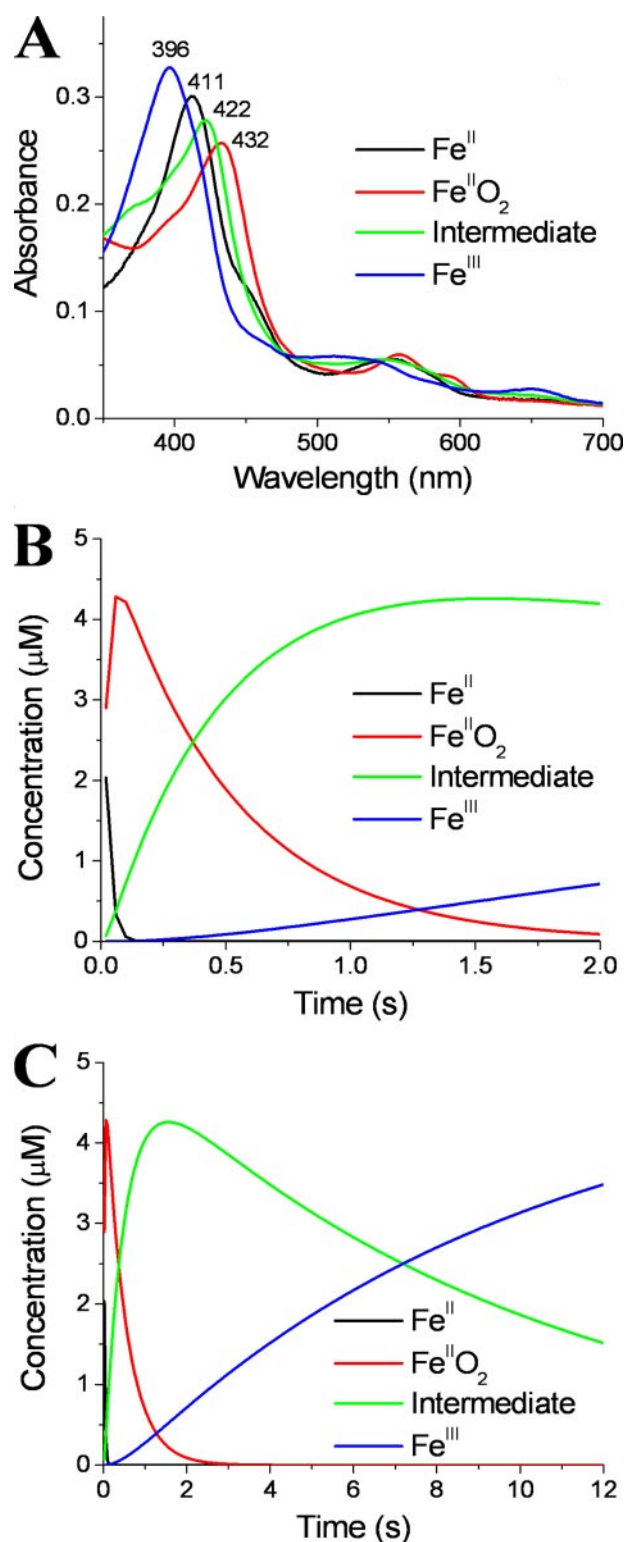 A
396
411
422
432
0.3
0.2
0.1
0.0
Absorbance
Fe^II
Fe^IIO₂
Intermediate
Fe^III
400
500
600
700
Wavelength (nm)
B
5
4
3
2
1
0
Concentration (μM)
Fe^II
Fe^IIO₂
Intermediate
Fe^III
0.0
0.5
1.0
1.5
2.0
Time (s)
C
5
4
3
2
1
0
Concentration (μM)
Fe^II
Fe^IIO₂
Intermediate
Fe^III
0
2
4
6
8
10
12
Time (s)